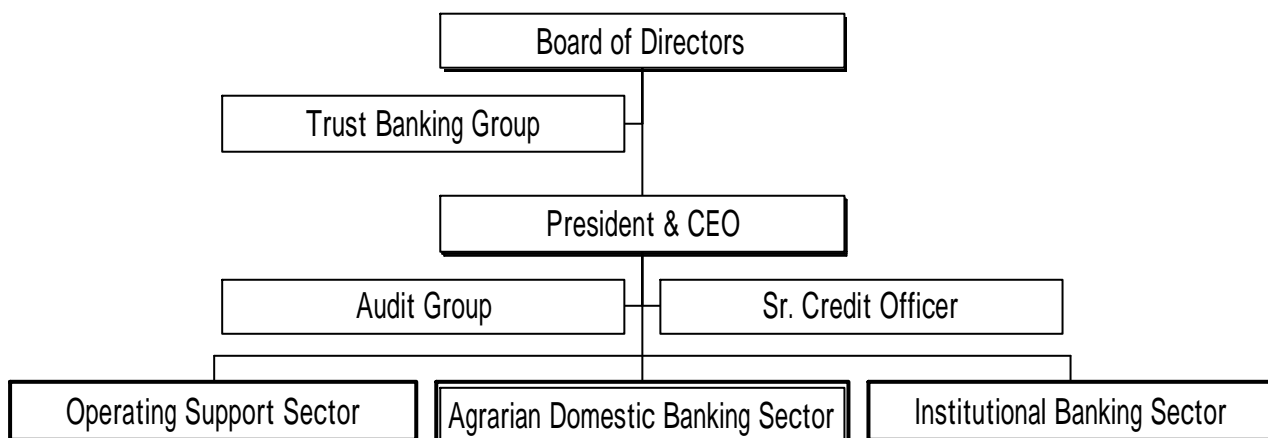 Board of Directors
Trust Banking Group
President & CEO
Audit Group
Sr. Credit Officer
Operating Support Sector
Agrarian Domestic Banking Sector
Institutional Banking Sector